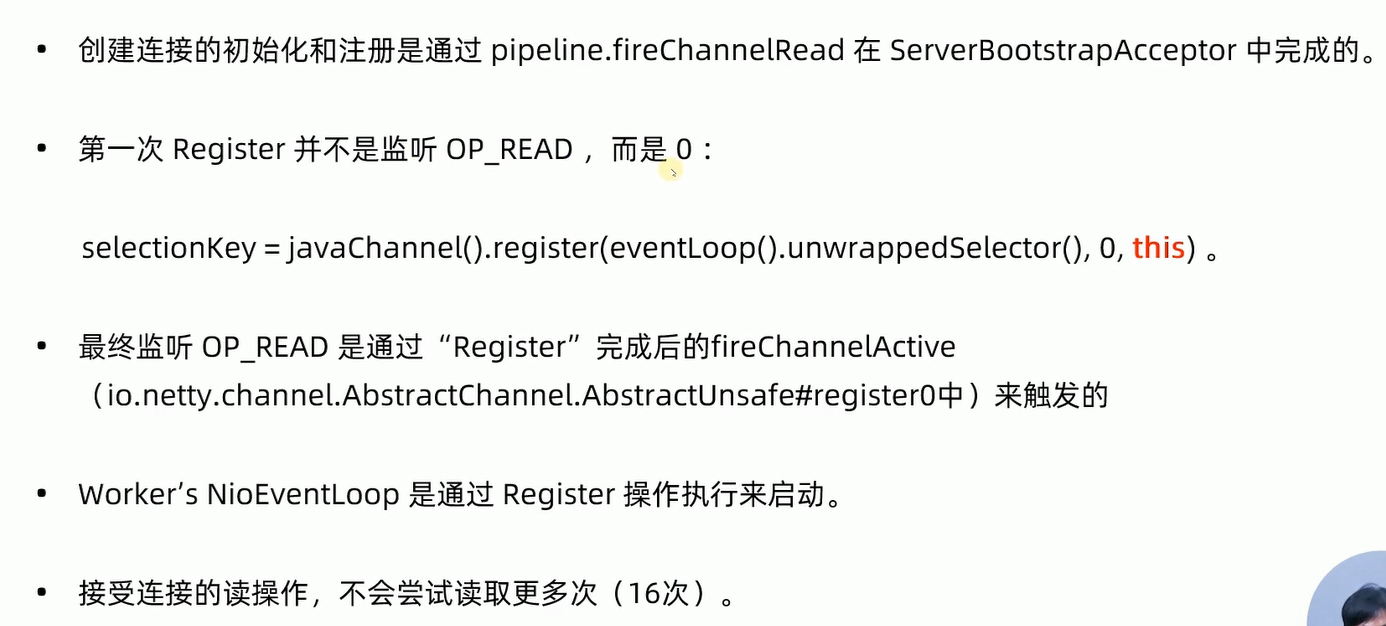 • 创建连接的初始化和注册是通过 pipeline.fireChannelRead 在 ServerBootstrapAcceptor 中完成的。
• 第一次 Register 并不是监听 OP_READ ，而是 0 ：
selectionKey = javaChannel().register(eventLoop().unwrappedSelector(), 0, this) 。
• 最终监听 OP_READ 是通过“Register”完成后的fireChannelActive
（io.netty.channel.AbstractChannel.AbstractUnsafe#register0中）来触发的
• Worker’s NioEventLoop 是通过 Register 操作执行来启动。
• 接受连接的读操作，不会尝试读取更多次（16次）。